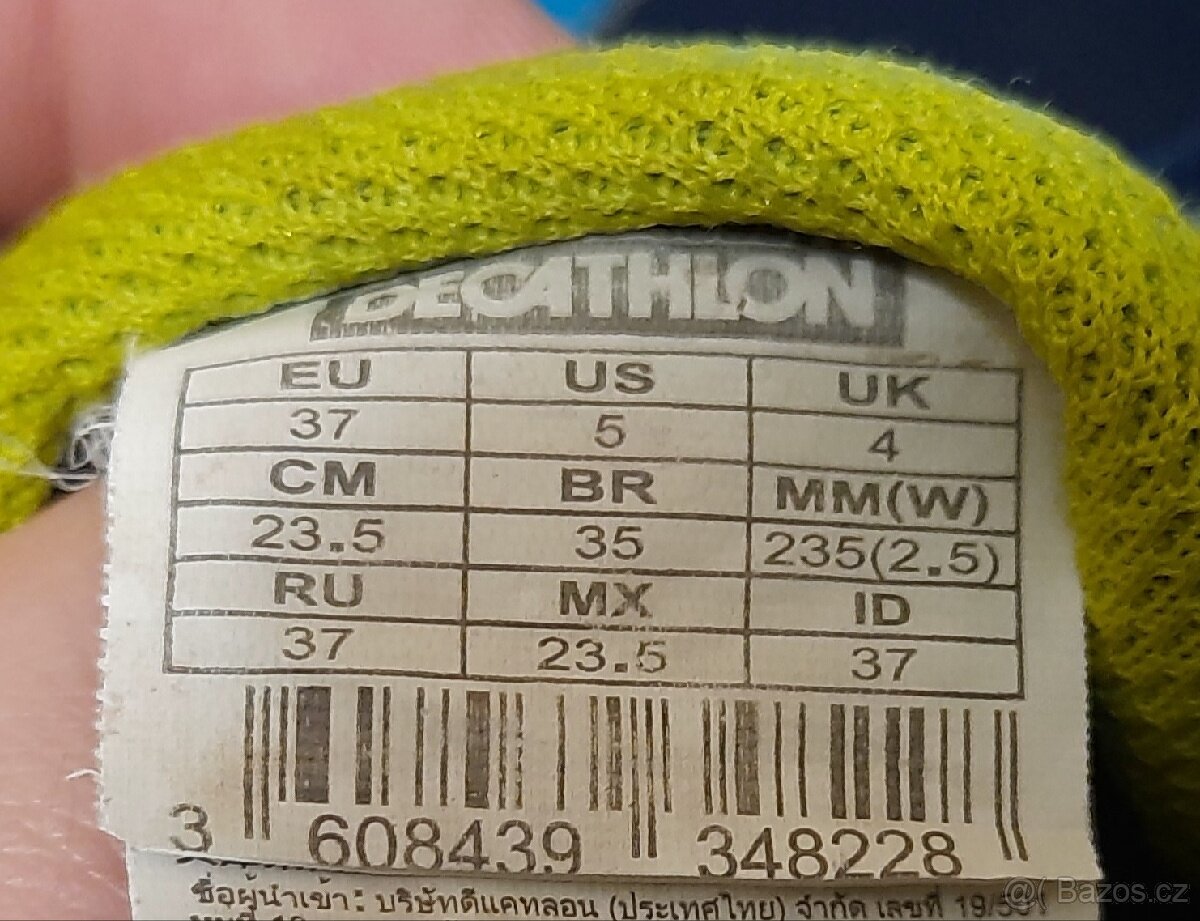 DECATHLON
EU US UK
37 5 4
CM BR MM(W)
23.5 35 235(2.5)
RU MX ID
37 23.5 37
3 608439 348228
ชื่อผู้นำเข้า: บริษัทดีแคทลอน (ประเทศไทย) จำกัด เลขที่
Bazos.cz